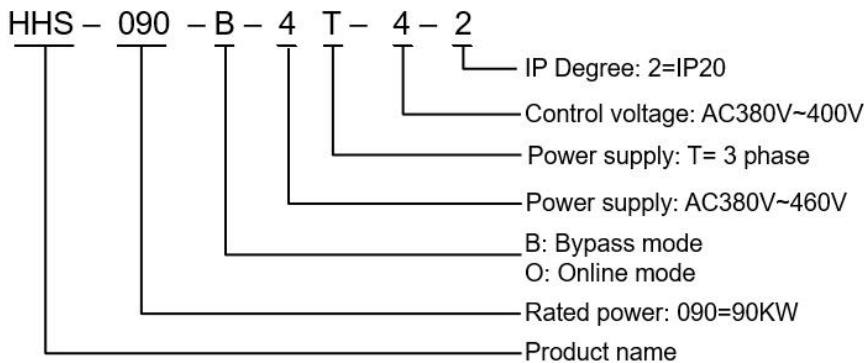 HHS – 090 – B – 4 T – 4 – 2
IP Degree: 2=IP20
Control voltage: AC380V~400V
Power supply: T= 3 phase
Power supply: AC380V~460V
B: Bypass mode
O: Online mode
Rated power: 090=90KW
Product name